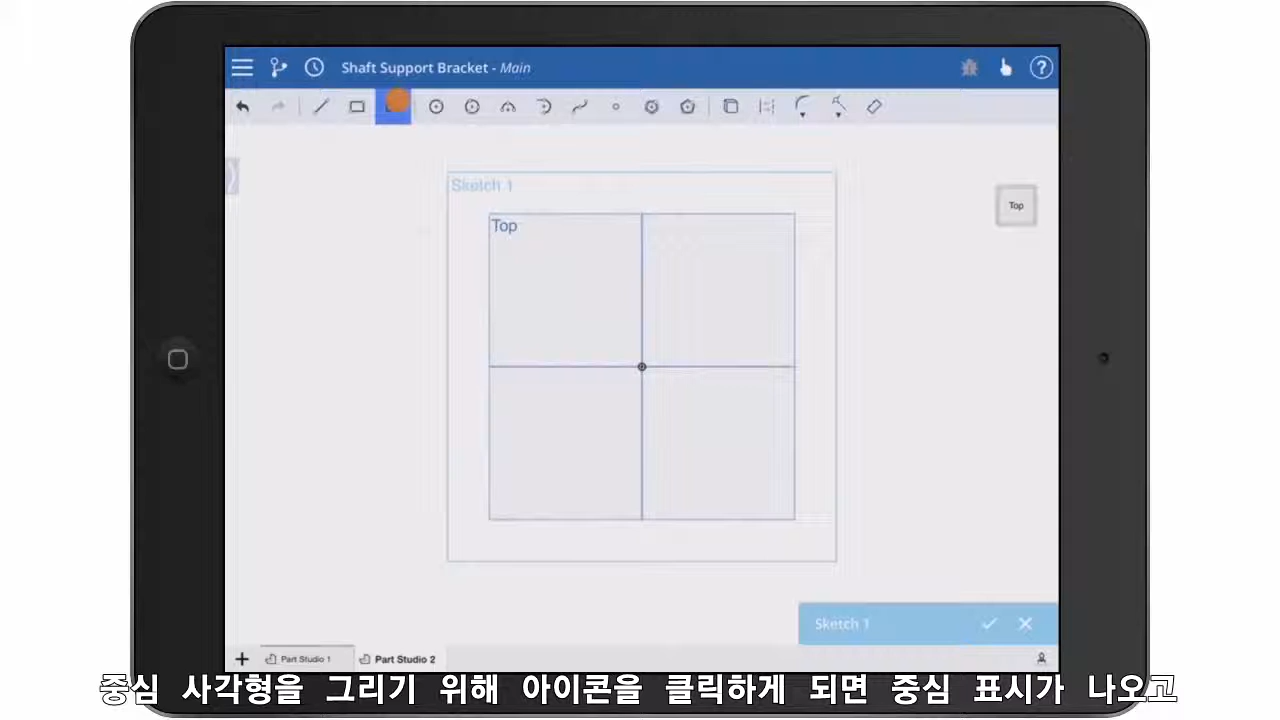 Shaft Support Bracket - Main
?
Sketch 1
Top
Top
Sketch 1
+ Part Studio 1 Part Studio 2
중심 사각형을 그리기 위해 아이콘을 클릭하게 되면 중심 표시가 나오고